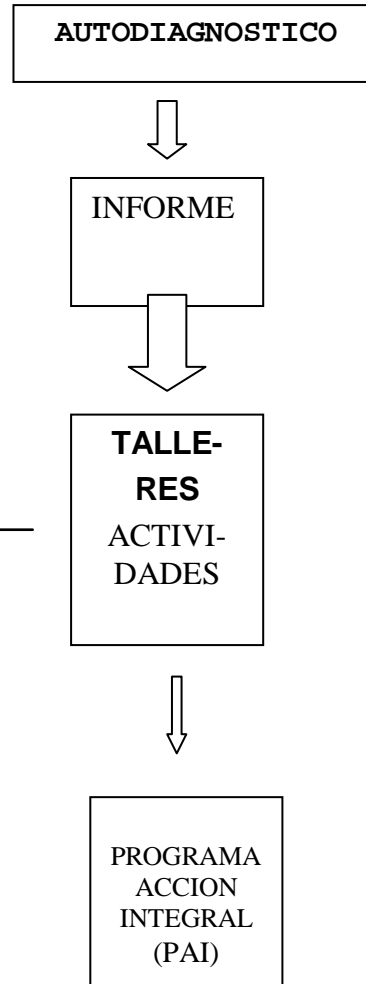 AUTODIAGNOSTICO
INFORME
TALLE-
RES
ACTIVI-
DADES
PROGRAMA
ACCION
INTEGRAL
(PAI)